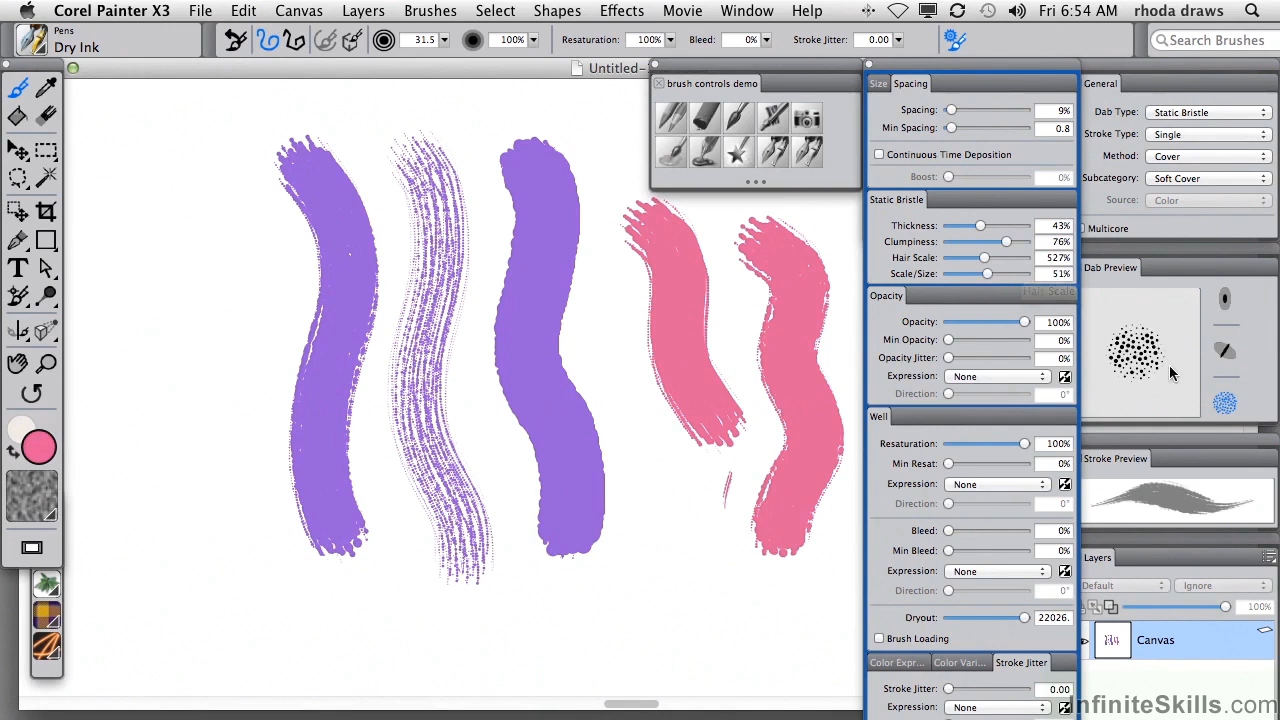 Corel Painter X3 File Edit Canvas Layers Brushes Select Shapes Effects Movie Window Help Fri 6:54 AM rhoda draws
Pens
Dry Ink
31.5 100% Resaturation: 100% Bleed: 0% Stroke Jitter: 0.00 Search Brushes
Untitled-
brush controls demo
Size Spacing
Spacing: 9%
Min Spacing: 0.8
Continuous Time Deposition
Boost: 0%
Static Bristle
Thickness: 43%
Clumpiness: 76%
Hair Scale: 527%
Scale/Size: 51%
Hair Scale
Opacity
Opacity: 100%
Min Opacity: 0%
Opacity Jitter: 0%
Expression: None
Direction: 0°
Well
Resaturation: 100%
Min Resat: 0%
Expression: None
Direction: 0°
Bleed: 0%
Min Bleed: 0%
Expression: None
Direction: 0°
Dryout: 22026.
Brush Loading
Color Expr... Color Vari... Stroke Jitter
Stroke Jitter: 0.00
Expression: None
General
Dab Type: Static Bristle
Stroke Type: Single
Method: Cover
Subcategory: Soft Cover
Source: Color
Multicore
Dab Preview
Stroke Preview
Layers
Default Ignore
100%
Canvas
InfiniteSkills.com
T